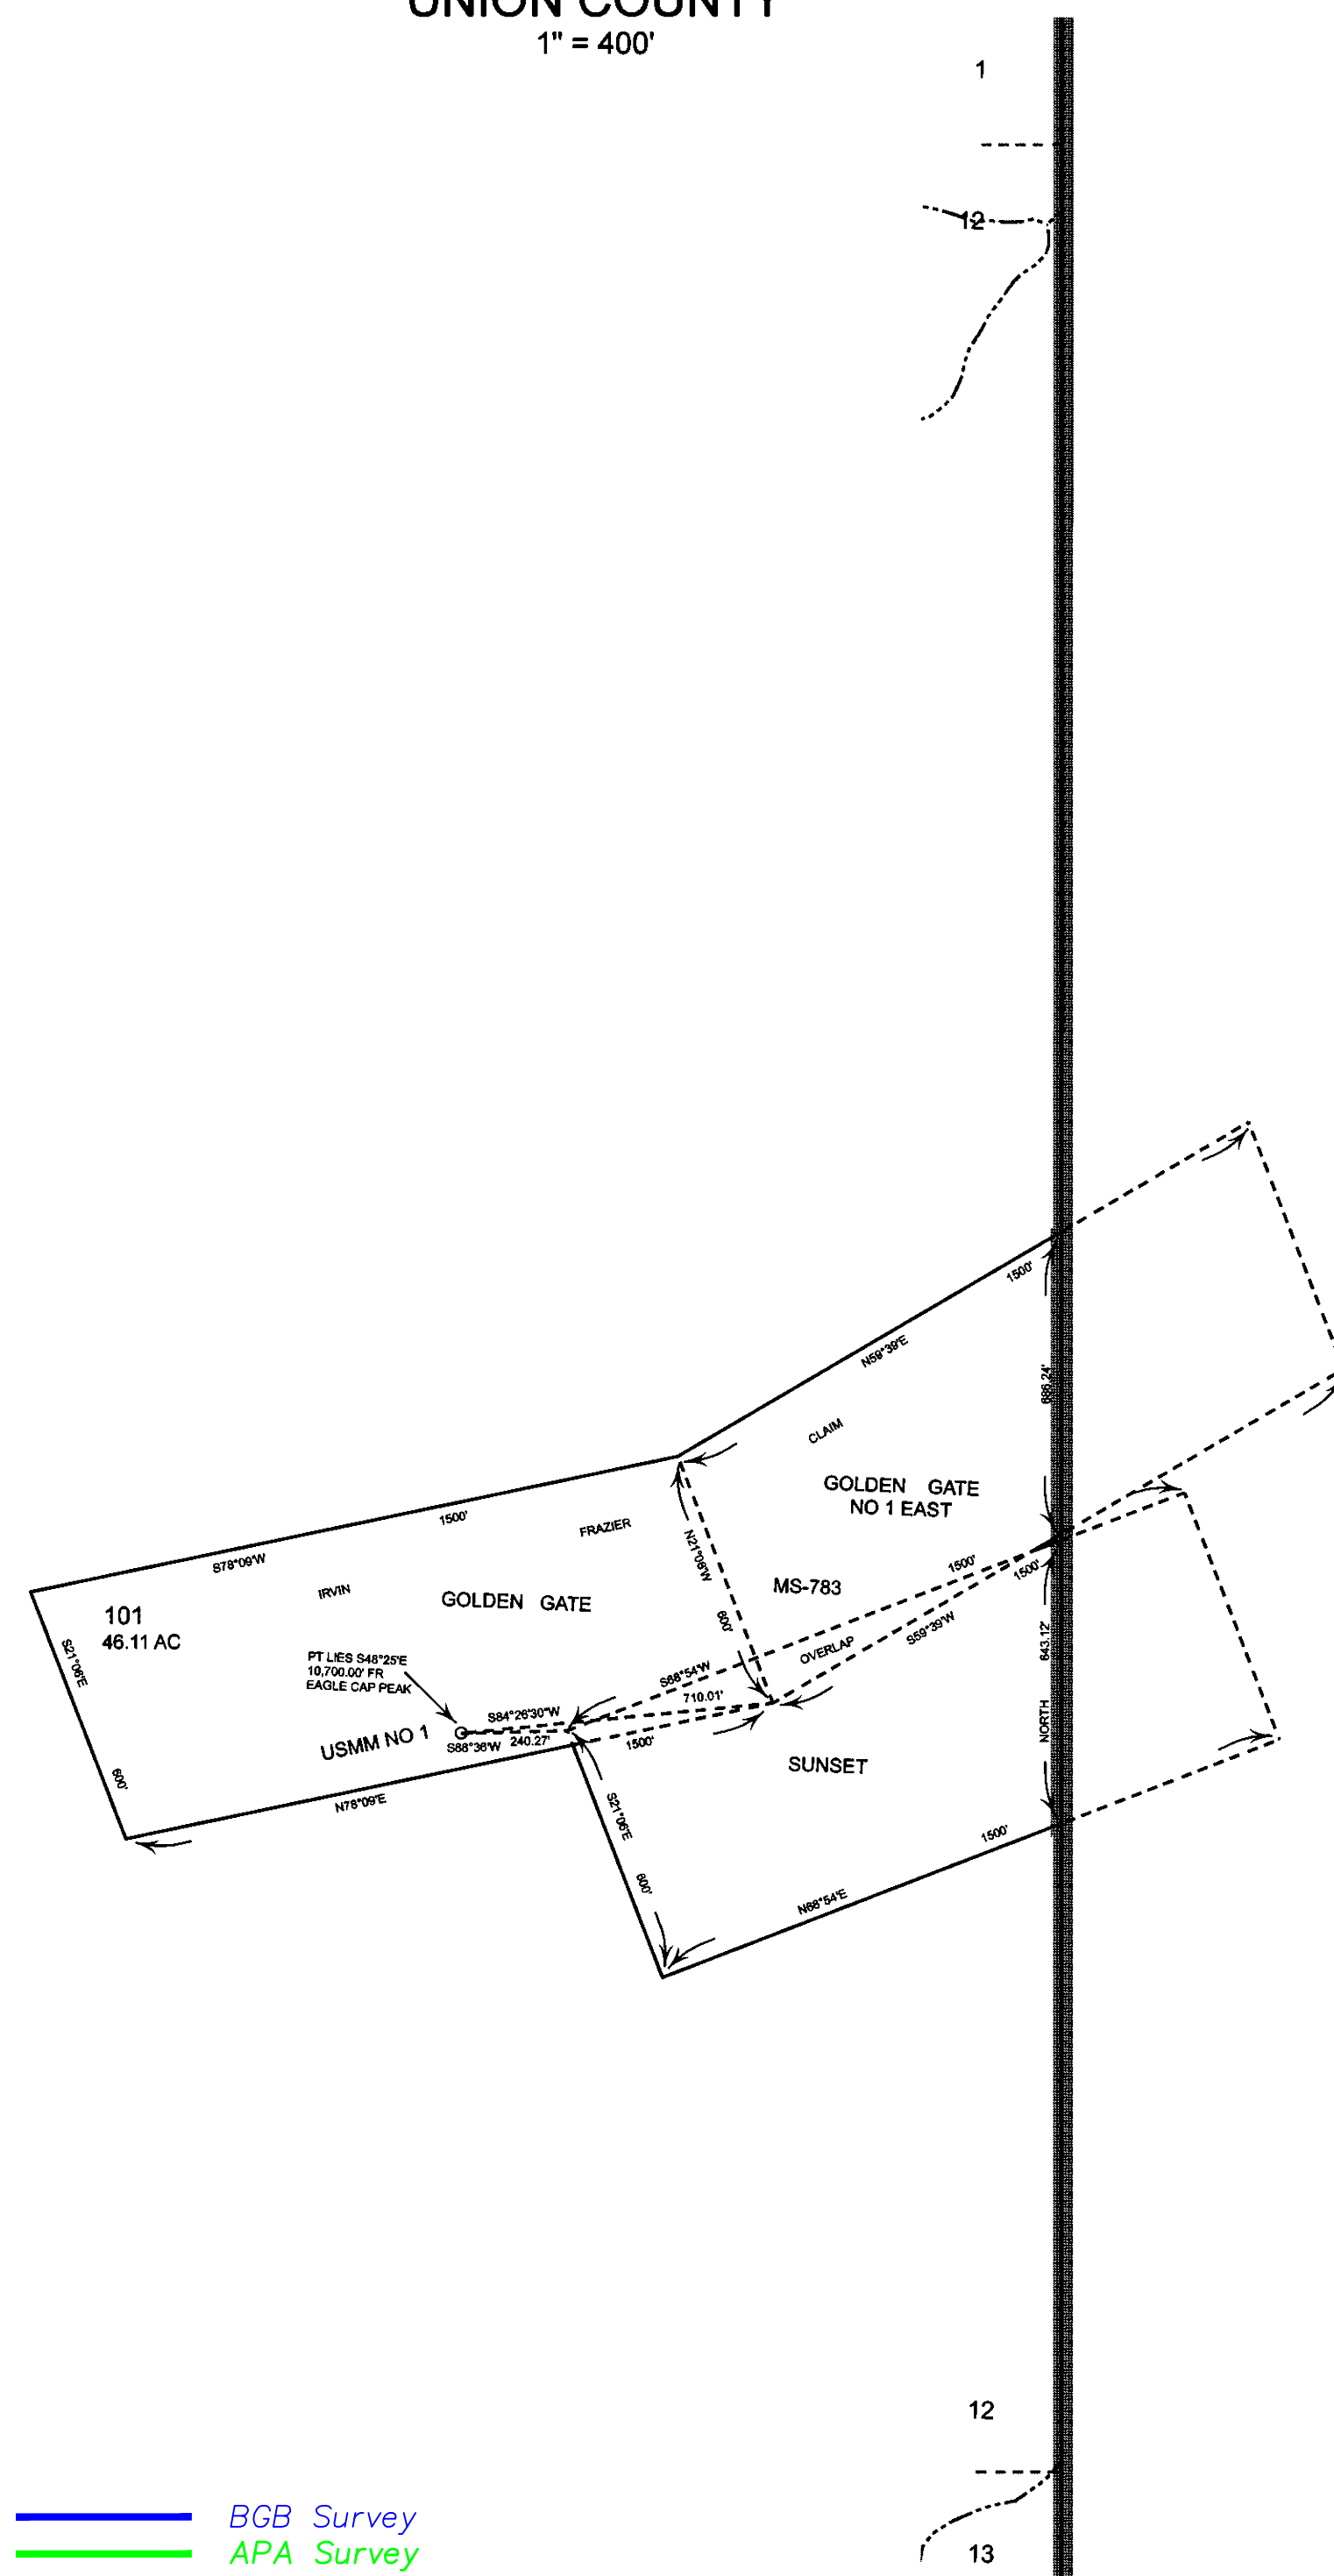 UNION COUNTY
1" = 400'
1
12
1500'
N59°39'E
686.24'
CLAIM
GOLDEN GATE
NO 1 EAST
1500'
FRAZIER
N21°06'W
S78°09'W
IRVIN
GOLDEN GATE
MS-783
1500'
1500'
101
46.11 AC
600'
S59°39'W
643.12'
S21°06'E
OVERLAP
PT LIES S48°25'E
10,700.00' FR
EAGLE CAP PEAK
S68°54'W
710.01'
NORTH
S84°26'30"W
USMM NO 1
S88°36'W
240.27'
1500'
SUNSET
600'
N78°09'E
S21°06'E
1500'
600'
N68°54'E
12
BGB Survey
APA Survey
13